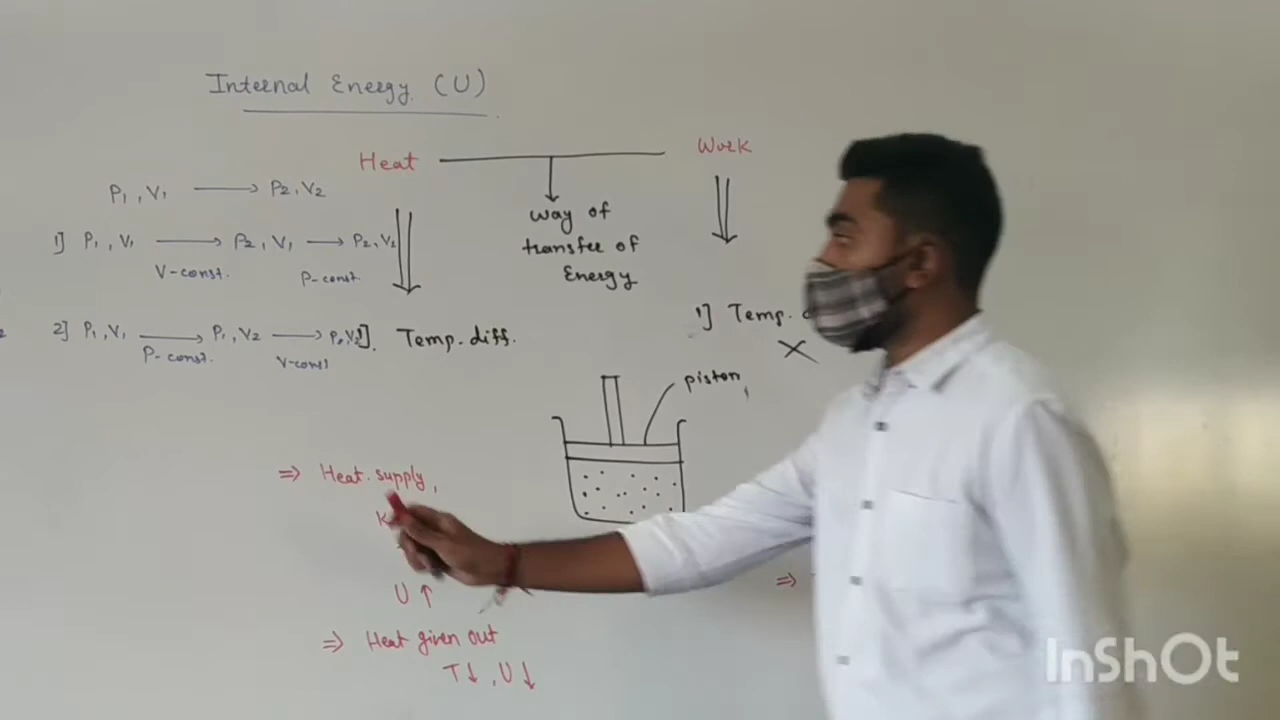 Internal Energy (U)
Heat
Work
P1, V1 → P2, V2
way of
transfer of
Energy
1] P1, V1 → P2, V1 → P2, V2
V-const. P-const.
2] P1, V1 → P1, V2 → P2, V2
P-const. V-const
1]. Temp. diff.
1] Temp.
×
piston,
⇒ Heat supply,
K
U ↑
⇒ Heat given out
T↓, U↓
⇒
InShOt